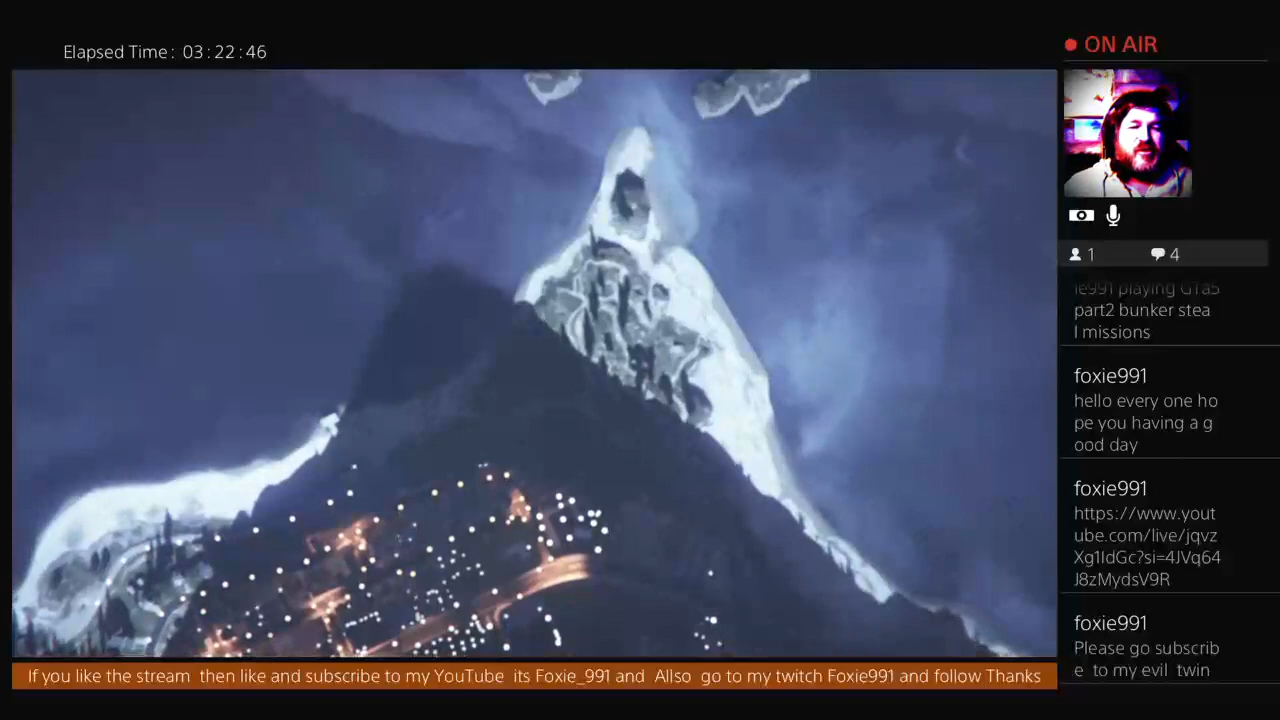 Elapsed Time: 03:22:46
ON AIR
1
4
ie991 playing GTa5
part2 bunker stea
l missions
foxie991
hello every one ho
pe you having a g
ood day
foxie991
https://www.yout
ube.com/live/jqvz
Xg1ldGc?si=4JVq64
J8zMydsV9R
foxie991
Please go subscrib
e to my evil twin
If you like the stream then like and subscribe to my YouTube its Foxie_991 and Allso go to my twitch Foxie991 and follow Thanks